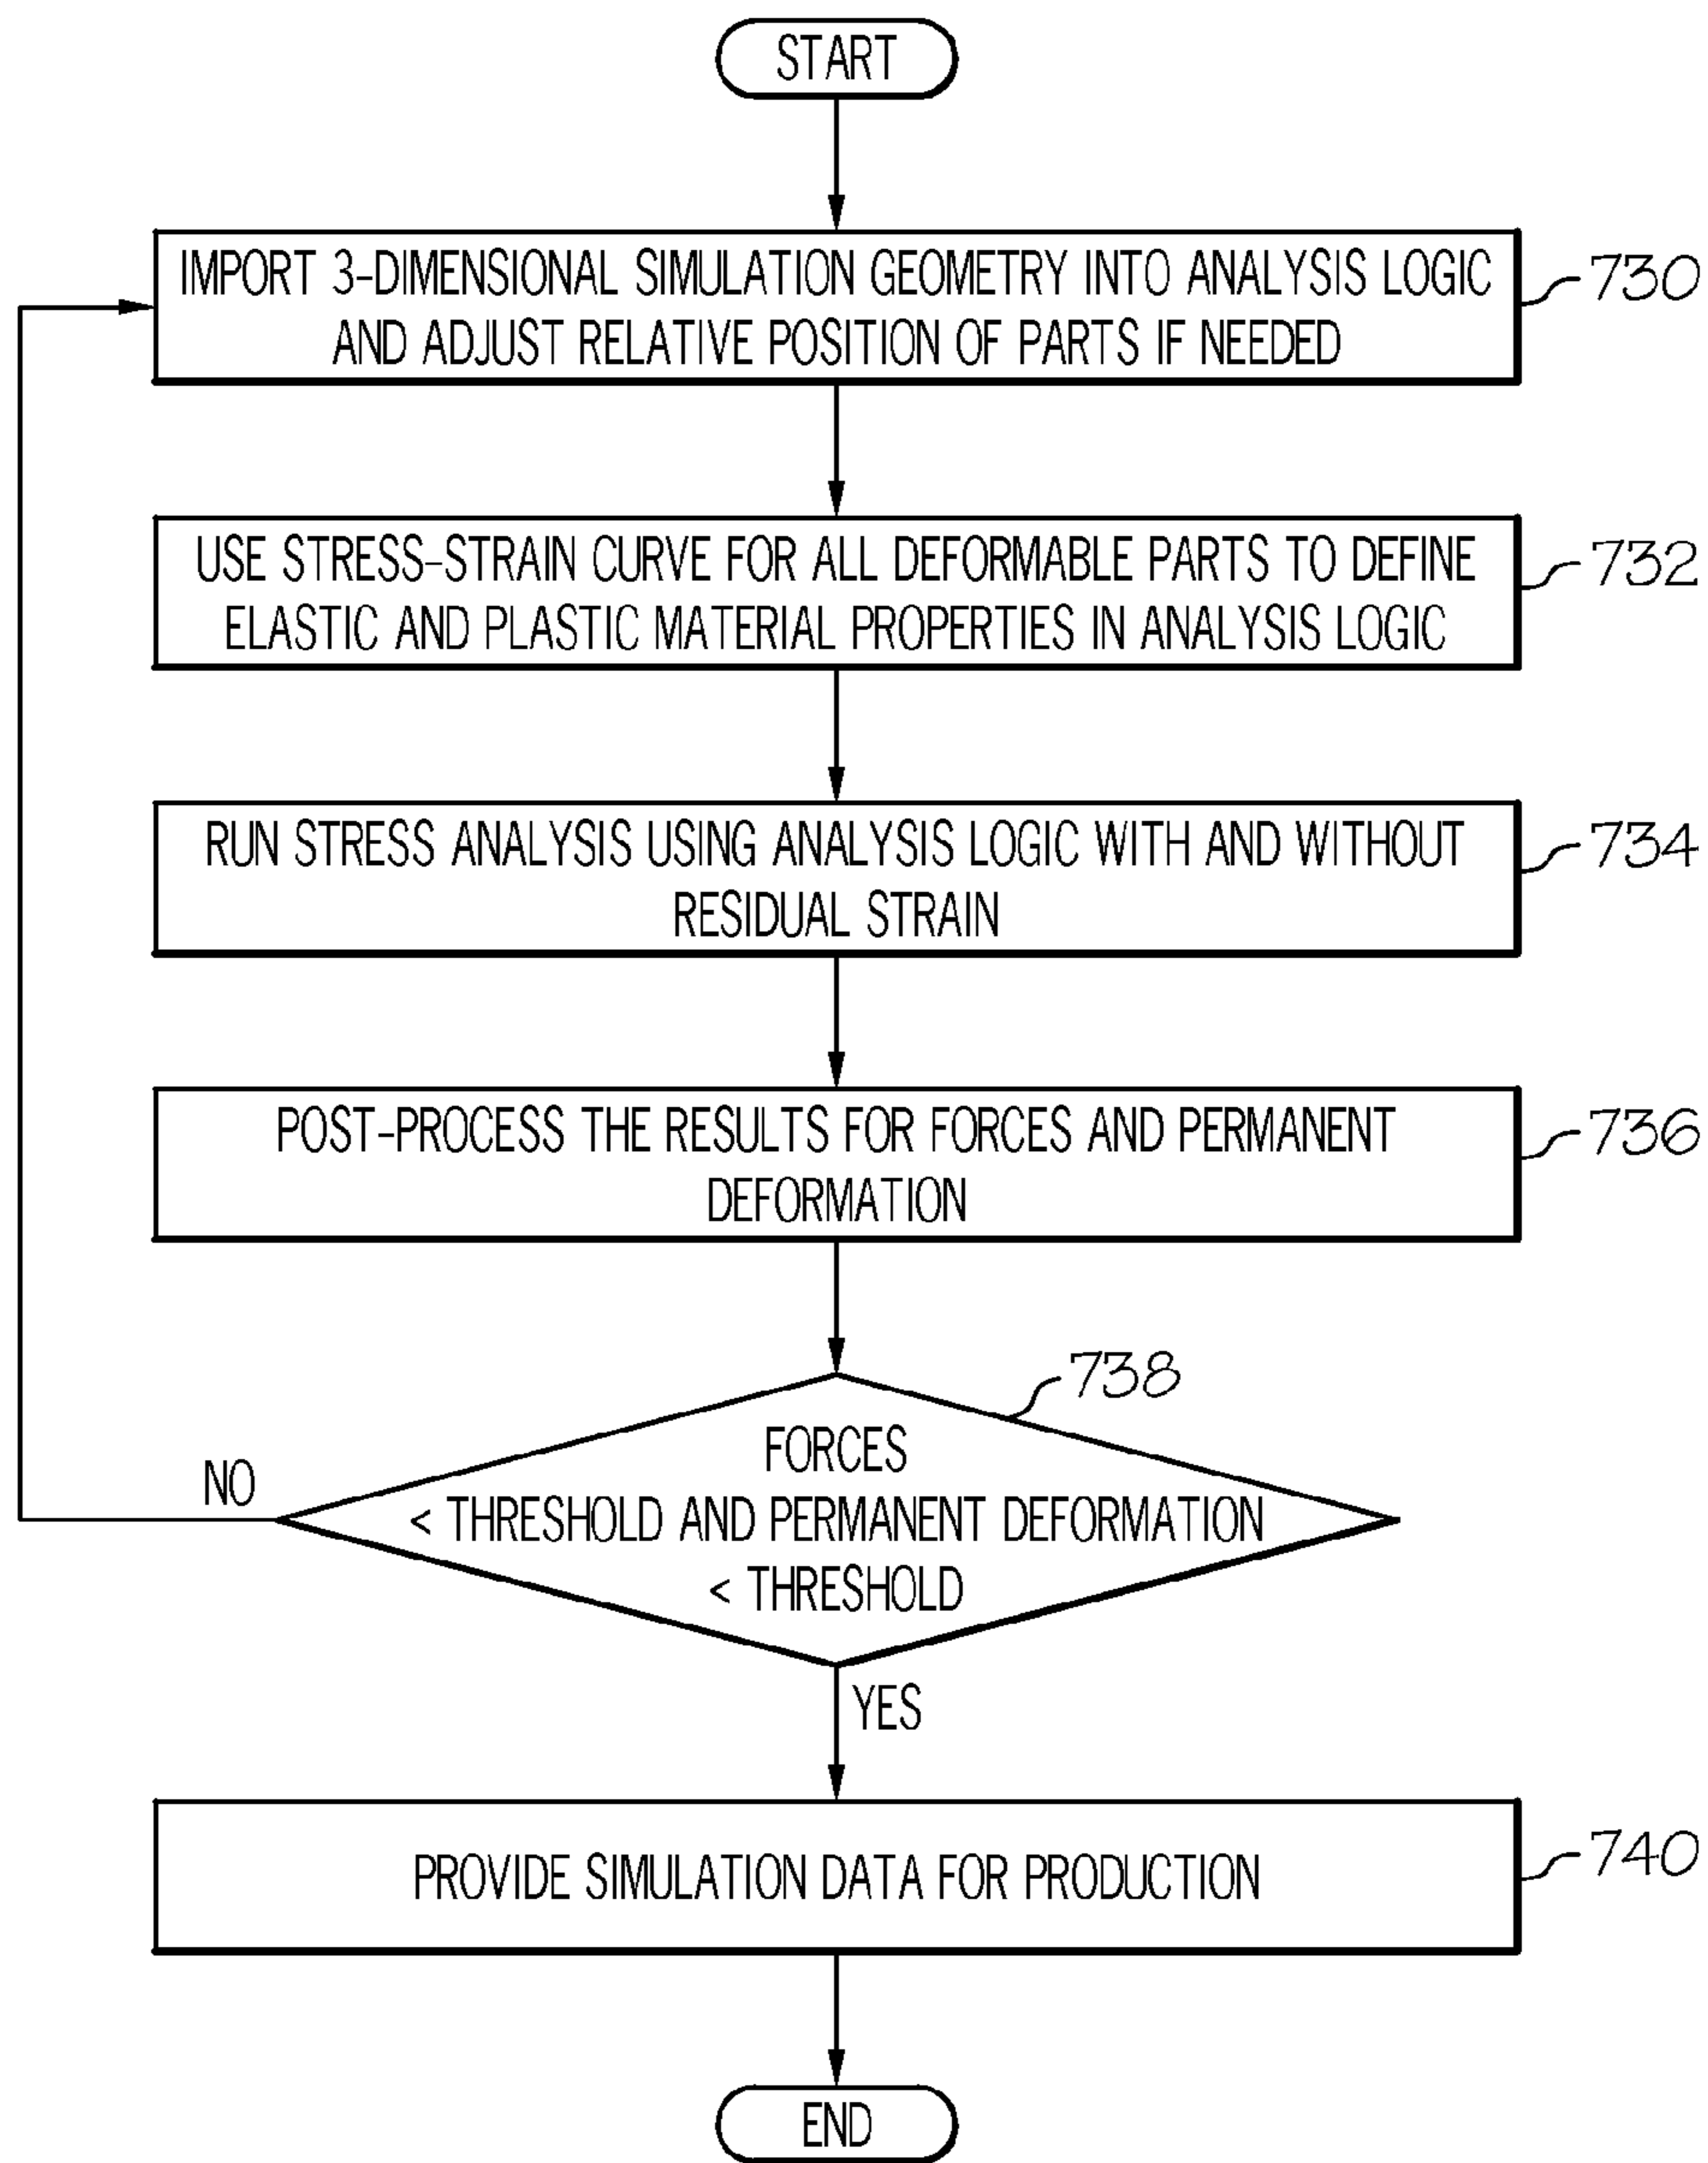 START
IMPORT 3-DIMENSIONAL SIMULATION GEOMETRY INTO ANALYSIS LOGIC
AND ADJUST RELATIVE POSITION OF PARTS IF NEEDED
730
USE STRESS-STRAIN CURVE FOR ALL DEFORMABLE PARTS TO DEFINE
ELASTIC AND PLASTIC MATERIAL PROPERTIES IN ANALYSIS LOGIC
732
RUN STRESS ANALYSIS USING ANALYSIS LOGIC WITH AND WITHOUT
RESIDUAL STRAIN
734
POST-PROCESS THE RESULTS FOR FORCES AND PERMANENT
DEFORMATION
736
738
FORCES
< THRESHOLD AND PERMANENT DEFORMATION
< THRESHOLD
NO
YES
PROVIDE SIMULATION DATA FOR PRODUCTION
740
END